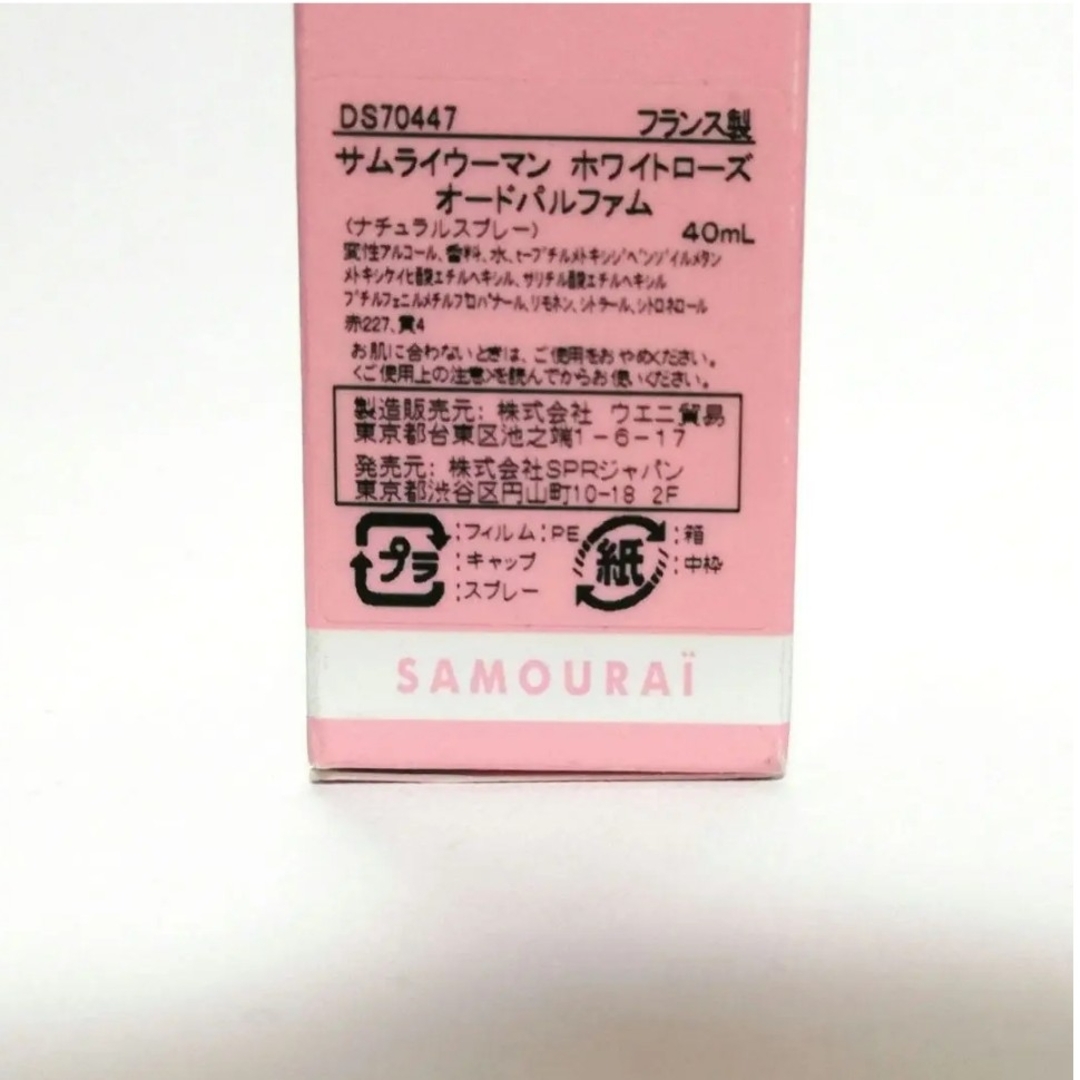 DS70447 フランス製
サムライウーマン ホワイトローズ
オードパルファム
(ナチュラルスプレー) 40mL
変性アルコール、香料、水、t-ブチルメトキシジベンゾイルメタン
メトキシケイヒ酸エチルヘキシル、サリチル酸エチルヘキシル
ブチルフェニルメチルプロパナール、リモネン、シトラール、シトロネロール
赤227、黄4
お肌に合わないときは、ご使用をおやめください。
〈ご使用上の注意〉を読んでからお使いください。
製造販売元: 株式会社 ウエニ貿易
東京都台東区池之端1-6-17
発売元: 株式会社SPRジャパン
東京都渋谷区円山町10-18 2F
プラ
:フィルム:PE
:キャップ
:スプレー
紙
:箱
:中枠
SAMOURAÏ